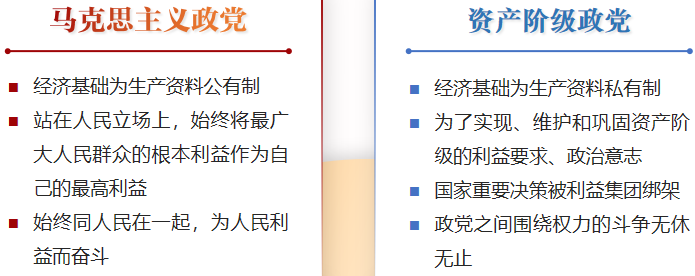 马克思主义政党
经济基础为生产资料公有制
站在人民立场上，始终将最广
大人民群众的根本利益作为自
己的最高利益
始终同人民在一起，为人民利
益而奋斗
资产阶级政党
经济基础为生产资料私有制
为了实现、维护和巩固资产阶
级的利益要求、政治意志
国家重要决策被利益集团绑架
政党之间围绕权力的斗争无休
无止